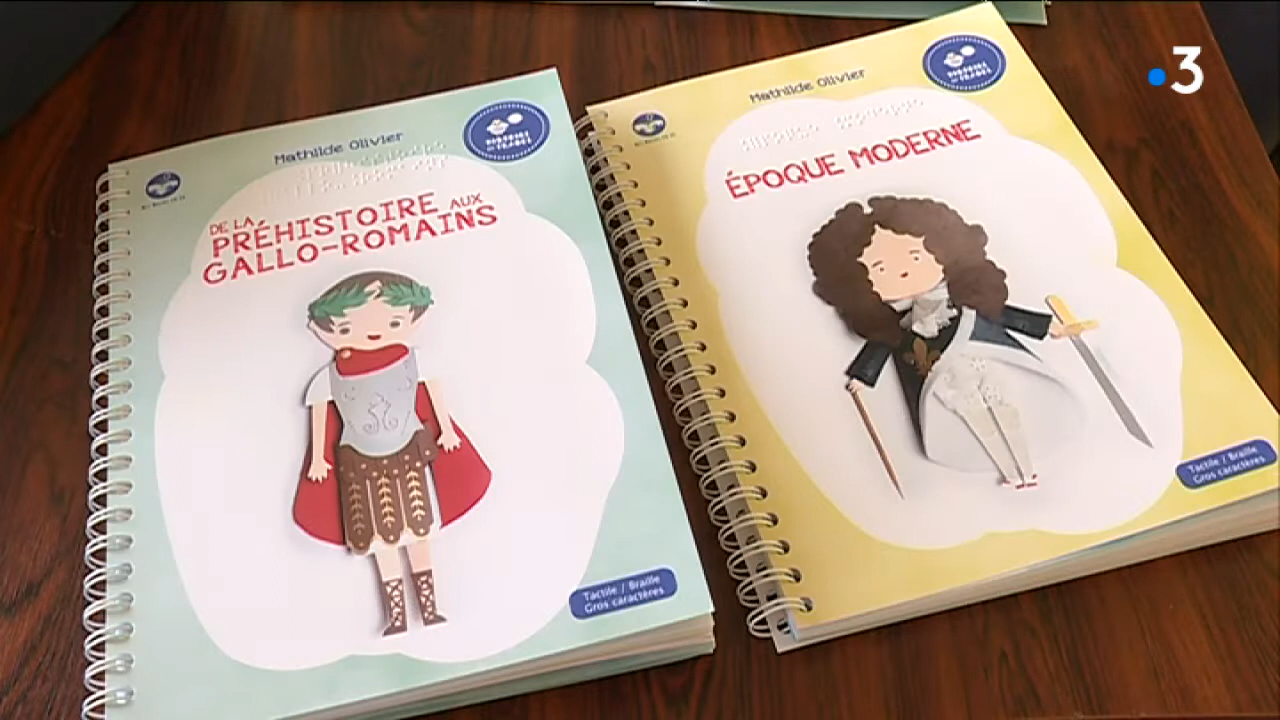 Mathilde Olivier
DE LA
PRÉHISTOIRE AUX
GALLO-ROMAINS
Tactile / Braille
Gros caractères
Mathilde Olivier
ÉPOQUE MODERNE
Tactile / Braille
Gros caractères
3